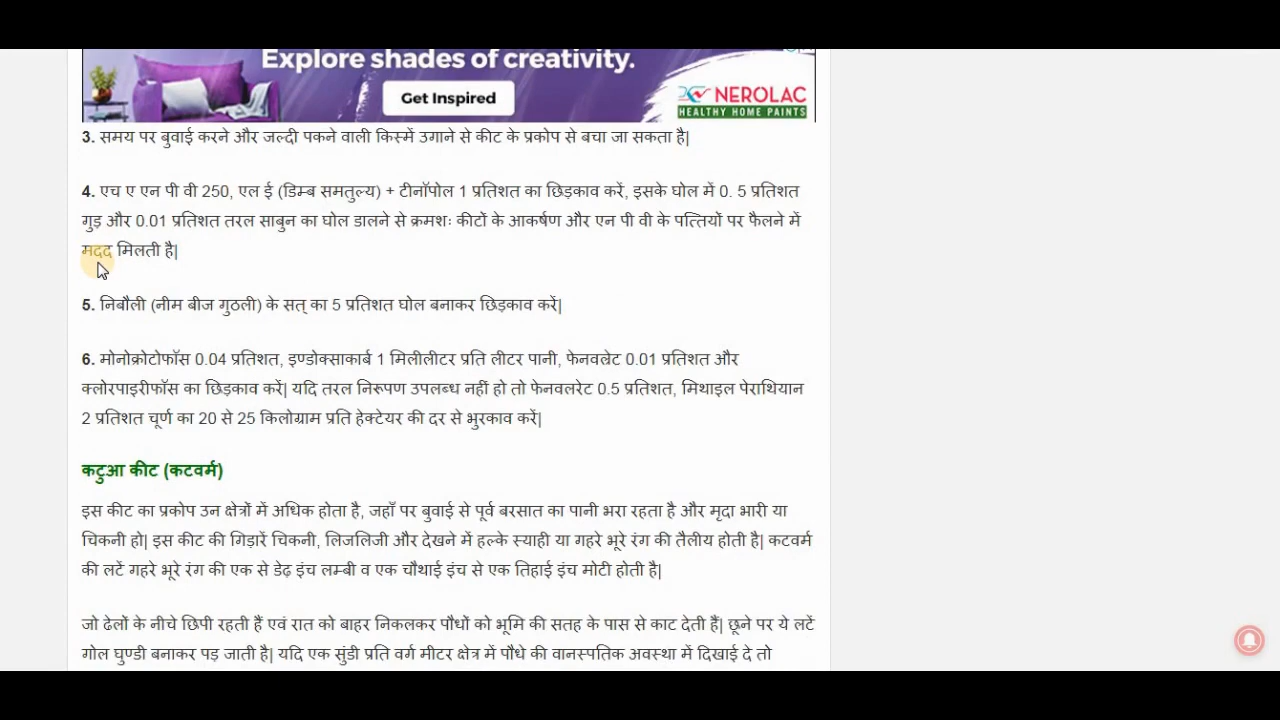 Explore shades of creativity.
Get Inspired
NEROLAC
HEALTHY HOME PAINTS
3. समय पर बुवाई करने और जल्दी पकने वाली किस्में उगाने से कीट के प्रकोप से बचा जा सकता है|
4. एच ए एन पी वी 250, एल ई (डिम्ब समतुल्य) + टीनॉपोल 1 प्रतिशत का छिड़काव करें, इसके घोल में 0. 5 प्रतिशत
गुड़ और 0.01 प्रतिशत तरल साबुन का घोल डालने से क्रमशः कीटों के आकर्षण और एन पी वी के पत्तियों पर फैलने में
मदद मिलती है|
5. निबौली (नीम बीज गुठली) के सत् का 5 प्रतिशत घोल बनाकर छिड़काव करें|
6. मोनोक्रोटोफॉस 0.04 प्रतिशत, इण्डोक्साकार्ब 1 मिलीलीटर प्रति लीटर पानी, फेनवल्रेट 0.01 प्रतिशत और
क्लोरपाइरीफॉस का छिड़काव करें| यदि तरल निरूपण उपलब्ध नहीं हो तो फेनवलरेट 0.5 प्रतिशत, मिथाइल पेराथियान
2 प्रतिशत चूर्ण का 20 से 25 किलोग्राम प्रति हेक्टेयर की दर से भुरकाव करें|
कटुआ कीट (कटवर्म)
इस कीट का प्रकोप उन क्षेत्रों में अधिक होता है, जहाँ पर बुवाई से पूर्व बरसात का पानी भरा रहता है और मृदा भारी या
चिकनी हो| इस कीट की गिड़ारें चिकनी, लिजलिजी और देखने में हल्के स्याही या गहरे भूरे रंग की तैलीय होती है| कटवर्म
की लटें गहरे भूरे रंग की एक से डेढ़ इंच लम्बी व एक चौथाई इंच से एक तिहाई इंच मोटी होती है|
जो ढेलों के नीचे छिपी रहती हैं एवं रात को बाहर निकलकर पौधों को भूमि की सतह के पास से काट देती हैं| छूने पर ये लटें
गोल घुण्डी बनाकर पड़ जाती है| यदि एक सुंडी प्रति वर्ग मीटर क्षेत्र में पौधे की वानस्पतिक अवस्था में दिखाई दे तो